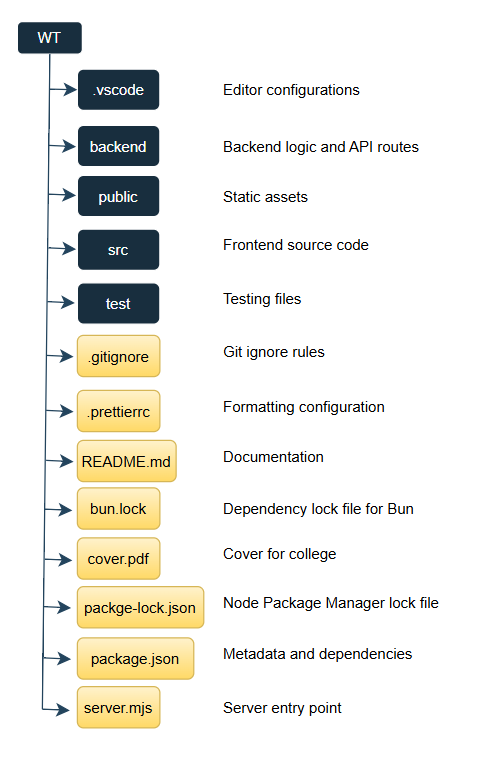 WT
.vscode Editor configurations
backend Backend logic and API routes
public Static assets
src Frontend source code
test Testing files
.gitignore Git ignore rules
.prettierrc Formatting configuration
README.md Documentation
bun.lock Dependency lock file for Bun
cover.pdf Cover for college
packge-lock.json Node Package Manager lock file
package.json Metadata and dependencies
server.mjs Server entry point